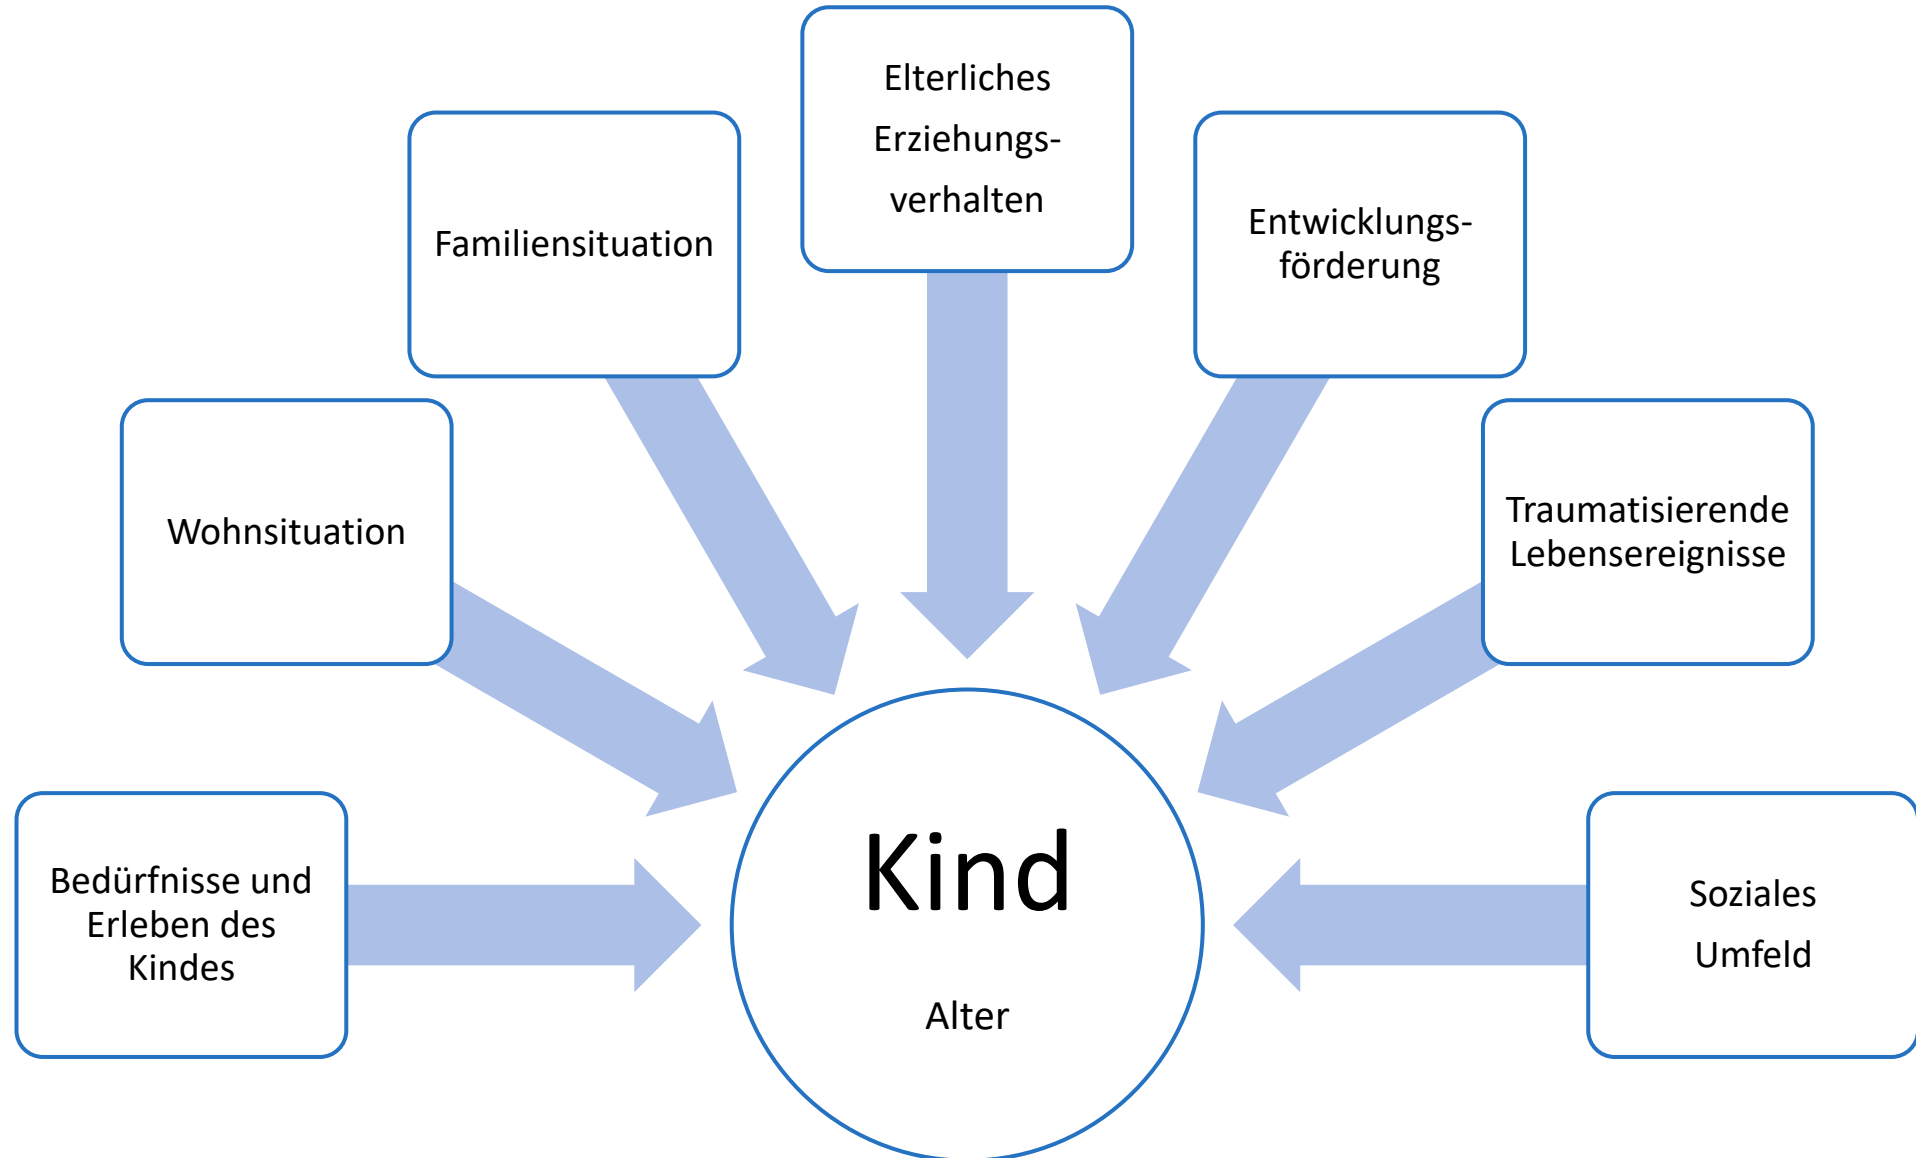 Elterliches
Erziehungs-
verhalten
Familiensituation
Entwicklungs-
förderung
Wohnsituation
Traumatisierende
Lebensereignisse
Bedürfnisse und
Erleben des
Kindes
Kind
Alter
Soziales
Umfeld